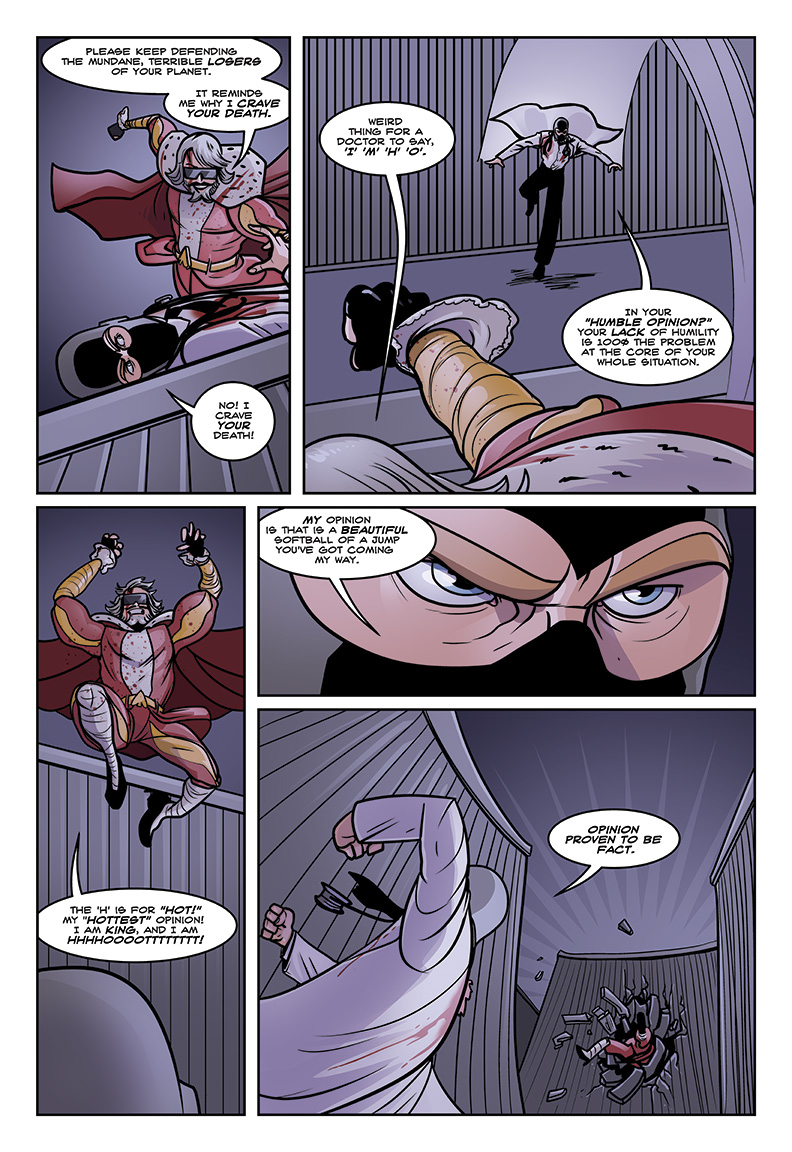 PLEASE KEEP DEFENDING
THE MUNDANE, TERRIBLE LOSERS
OF YOUR PLANET.
IT REMINDS
ME WHY I CRAVE
YOUR DEATH.
NO! I
CRAVE
YOUR
DEATH!
WEIRD
THING FOR A
DOCTOR TO SAY,
'I' 'M' 'H' 'O'.
IN YOUR
"HUMBLE OPINION?"
YOUR LACK OF HUMILITY
IS 100% THE PROBLEM
AT THE CORE OF YOUR
WHOLE SITUATION.
THE 'H' IS FOR "HOT!"
MY "HOTTEST" OPINION!
I AM KING, AND I AM
HHHHOOOOTTTTTTTT!
MY OPINION
IS THAT IS A BEAUTIFUL
SOFTBALL OF A JUMP
YOU'VE GOT COMING
MY WAY.
OPINION
PROVEN TO BE
FACT.